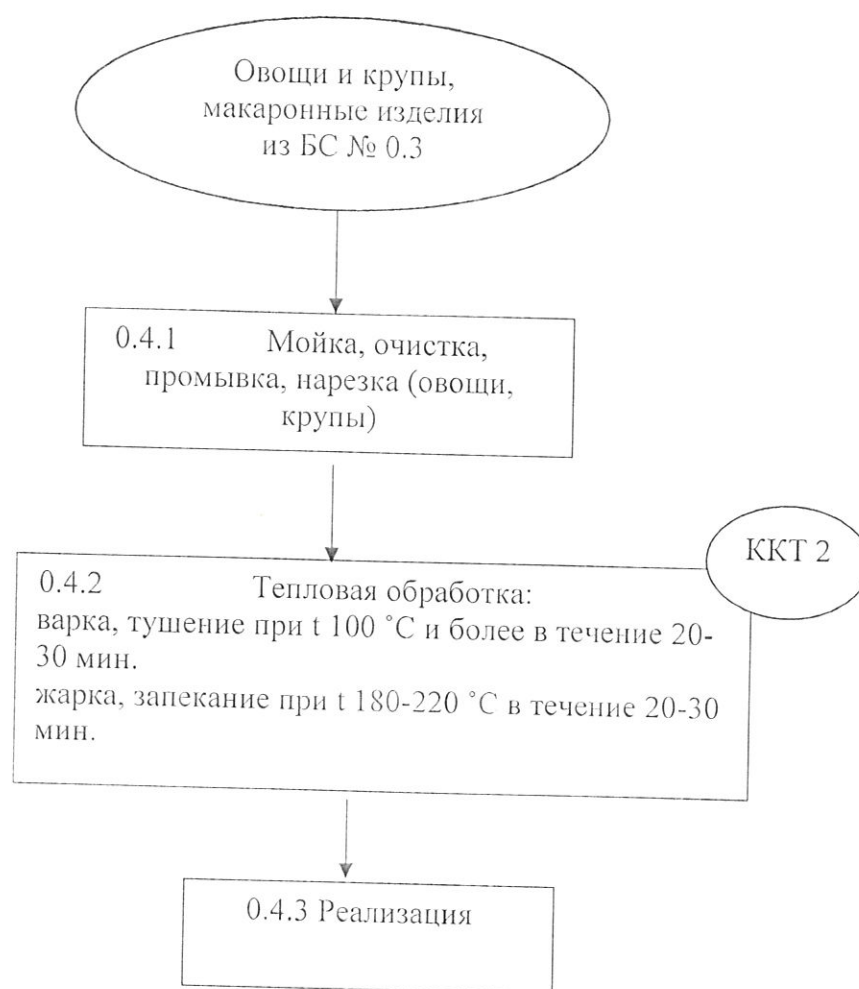 Овощи и крупы,
макаронные изделия
из БС № 0.3
0.4.1 Мойка, очистка,
промывка, нарезка (овощи,
крупы)
ККТ 2
0.4.2 Тепловая обработка:
варка, тушение при t 100 °С и более в течение 20-
30 мин.
жарка, запекание при t 180-220 °С в течение 20-30
мин.
0.4.3 Реализация